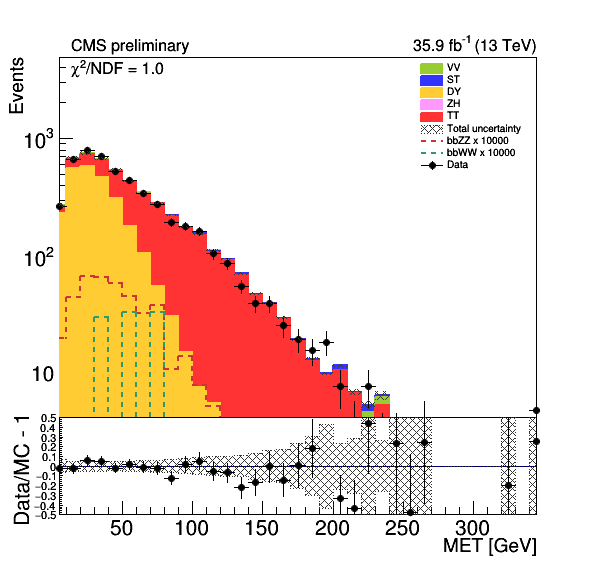 CMS preliminary 35.9 fb⁻¹ (13 TeV)
χ²/NDF = 1.0
Events
VV
ST
DY
ZH
TT
Total uncertainty
bbZZ x 10000
bbWW x 10000
Data
10³
10²
10
Data/MC - 1
0.5
0.4
0.3
0.2
0.1
0
−0.1
−0.2
−0.3
−0.4
−0.5
50 100 150 200 250 300
MET [GeV]